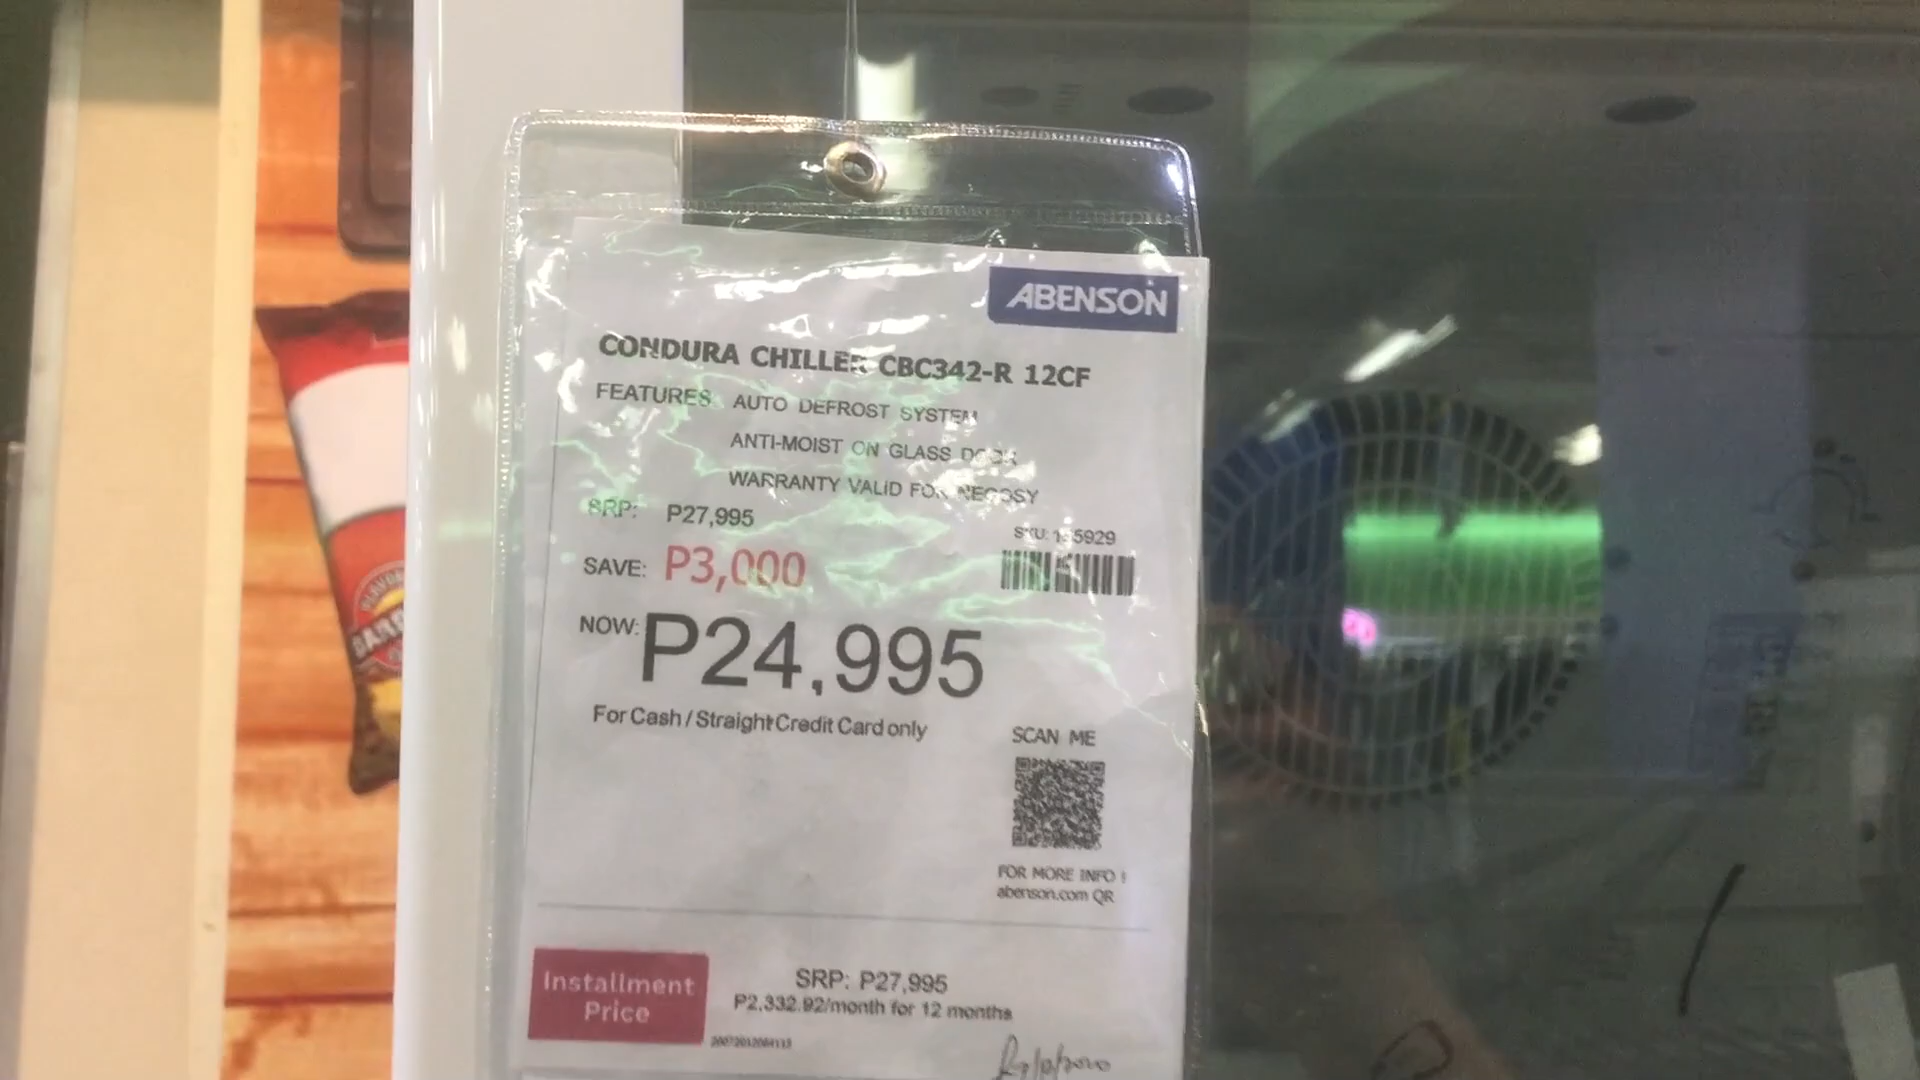 ABENSON
CONDURA CHILLER CBC342-R 12CF
FEATURES: AUTO DEFROST SYSTEM
ANTI-MOIST ON GLASS DOOR
WARRANTY VALID FOR NEGOSY
SRP: P27,995
SAVE: P3,000
SKU:
NOW: P24,995
For Cash / Straight Credit Card only
SCAN ME
FOR MORE INFO !
abenson.com QR
Installment
Price
SRP: P27,995
P2,332.92/month for 12 months